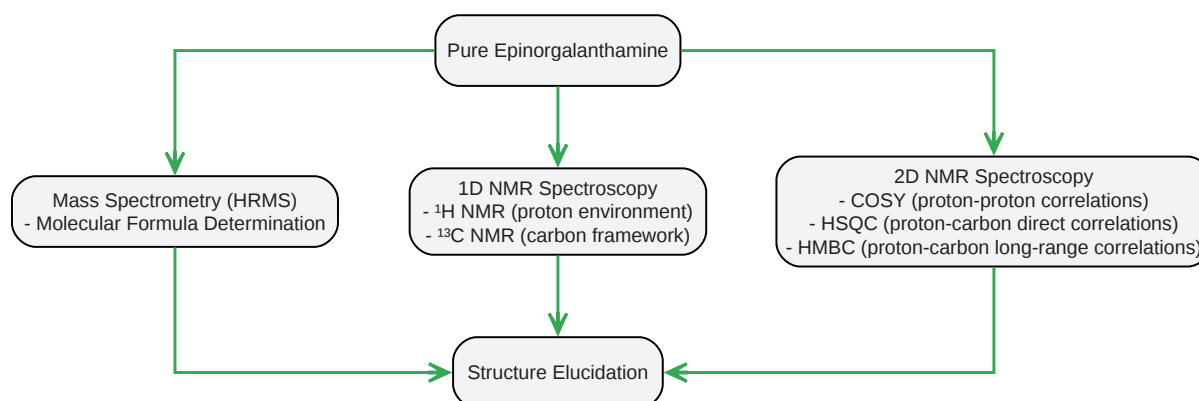 Pure Epinorgalanthamine
Mass Spectrometry (HRMS)
- Molecular Formula Determination
1D NMR Spectroscopy
- ¹H NMR (proton environment)
- ¹³C NMR (carbon framework)
2D NMR Spectroscopy
- COSY (proton-proton correlations)
- HSQC (proton-carbon direct correlations)
- HMBC (proton-carbon long-range correlations)
Structure Elucidation